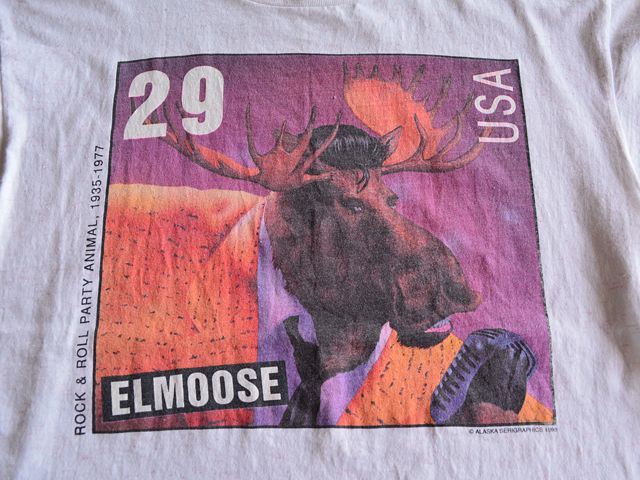 29
USA
ROCK & ROLL PARTY ANIMAL, 1935-1977
ELMOOSE
© ALASKA SERIGRAPHICS